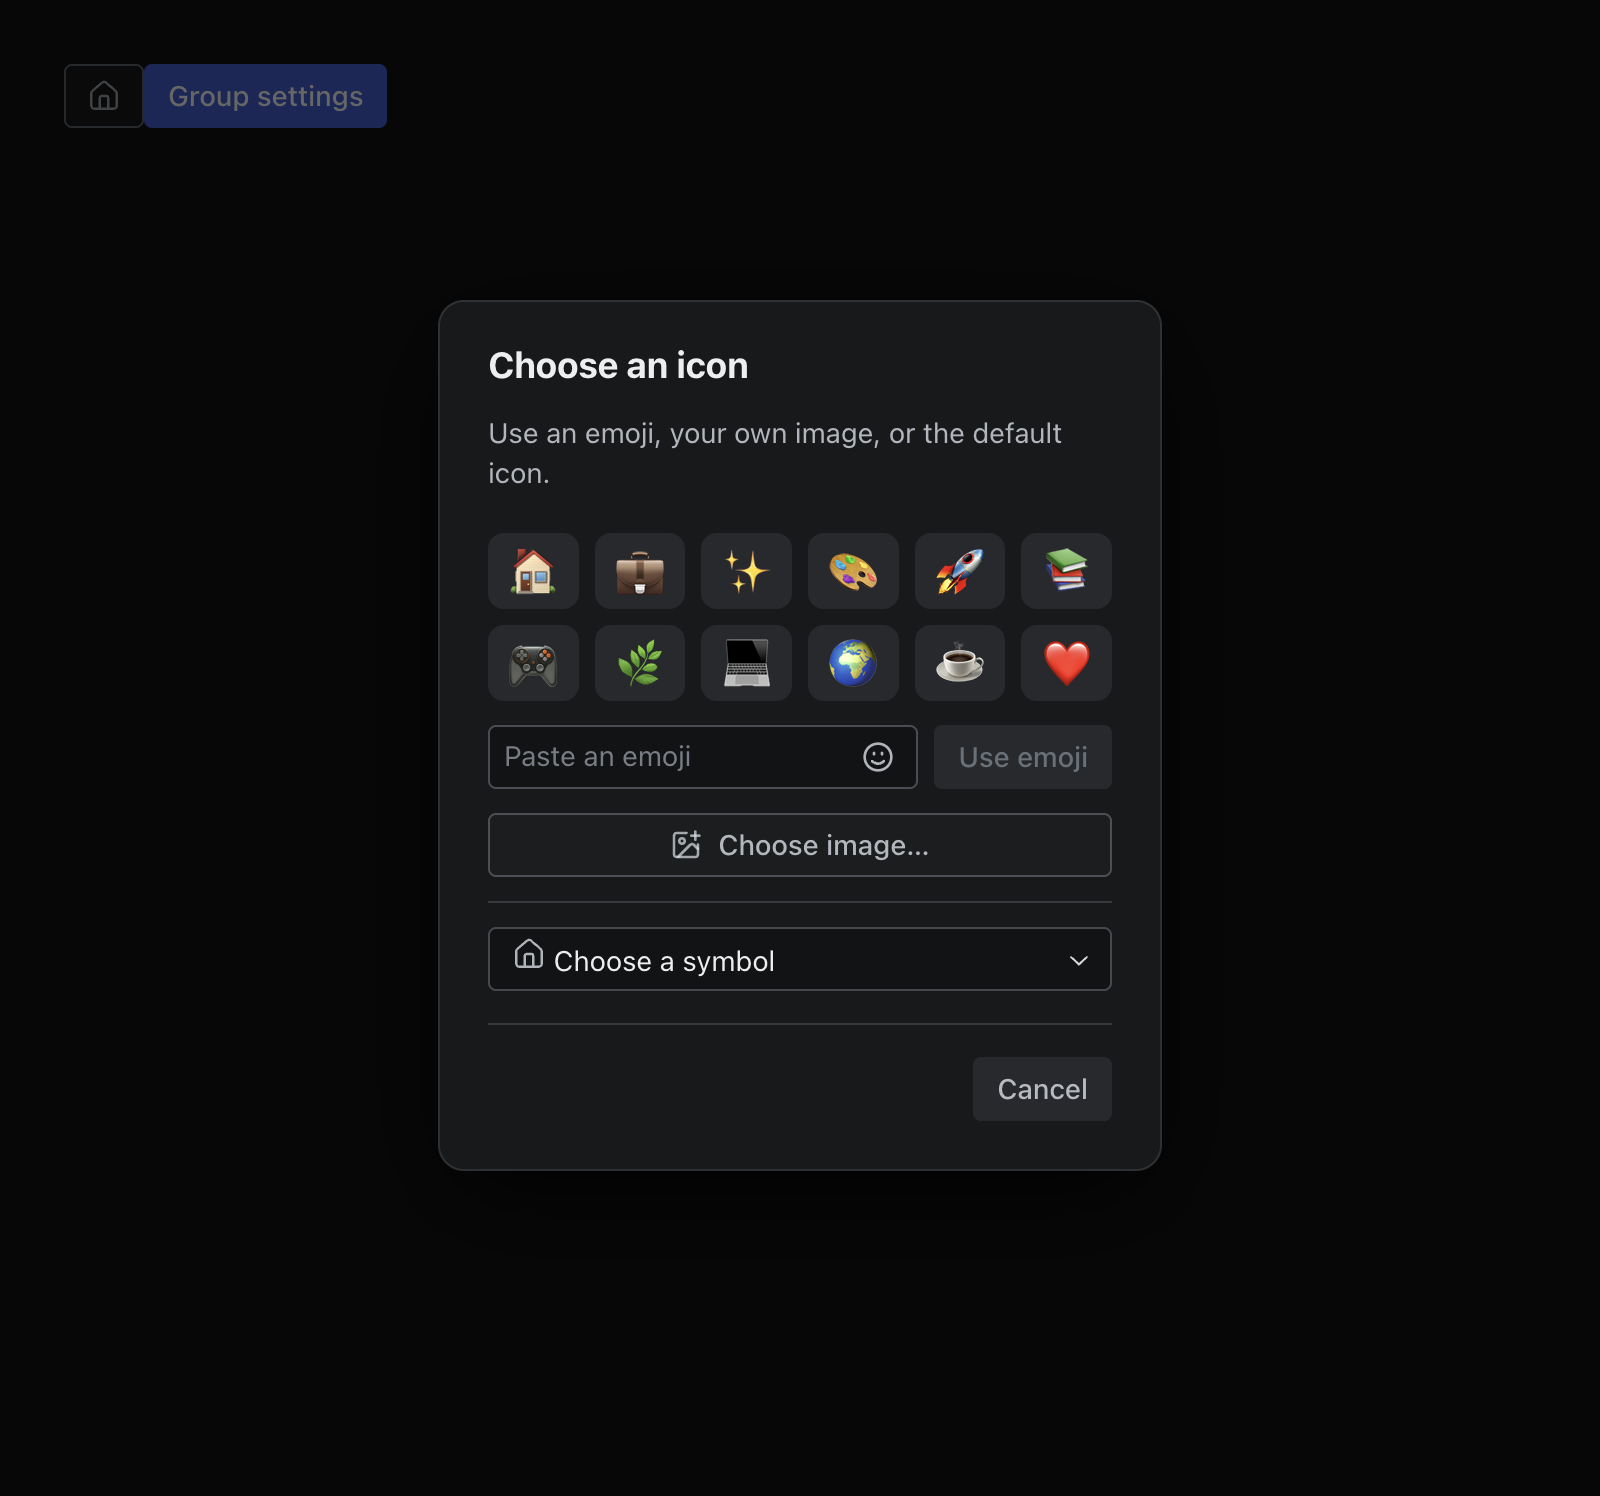 Group settings
Choose an icon
Use an emoji, your own image, or the default
icon.
Paste an emoji
Use emoji
Choose image...
Choose a symbol
Cancel